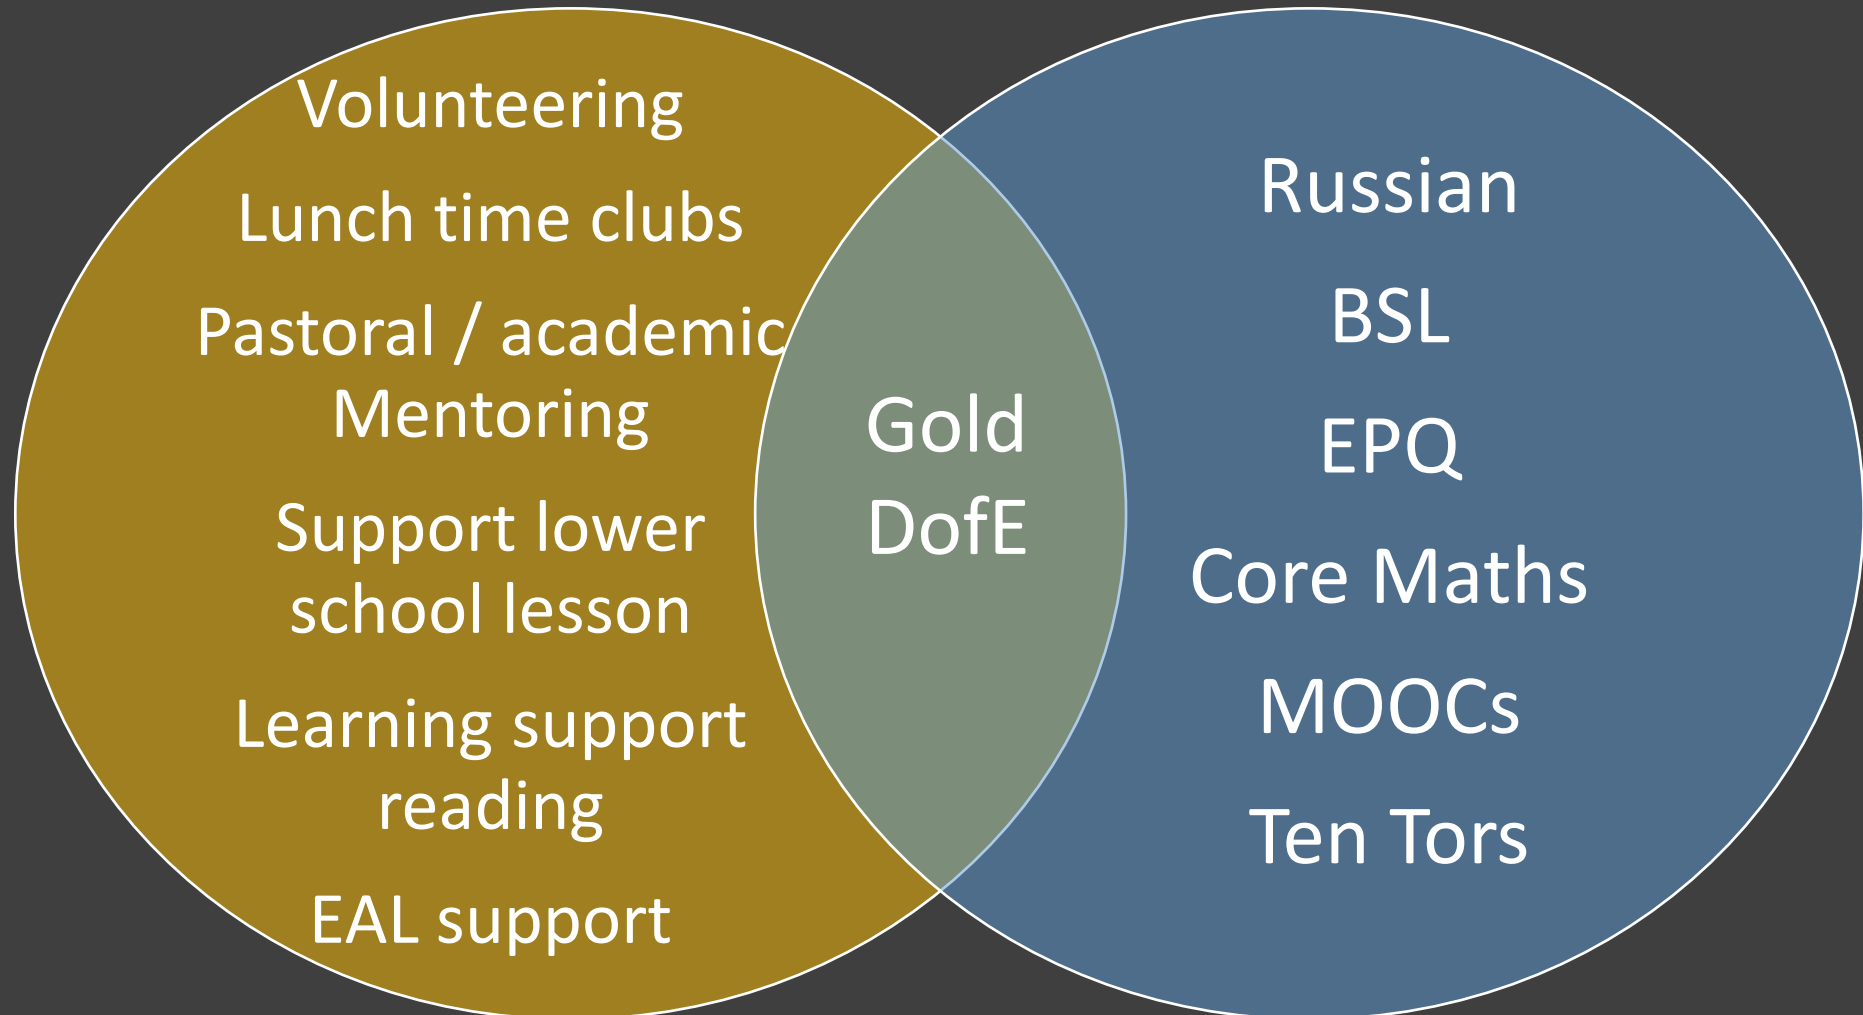 Volunteering
Lunch time clubs
Pastoral / academic
Mentoring
Support lower
school lesson
Learning support
reading
EAL support
Gold
DofE
Russian
BSL
EPQ
Core Maths
MOOCs
Ten Tors